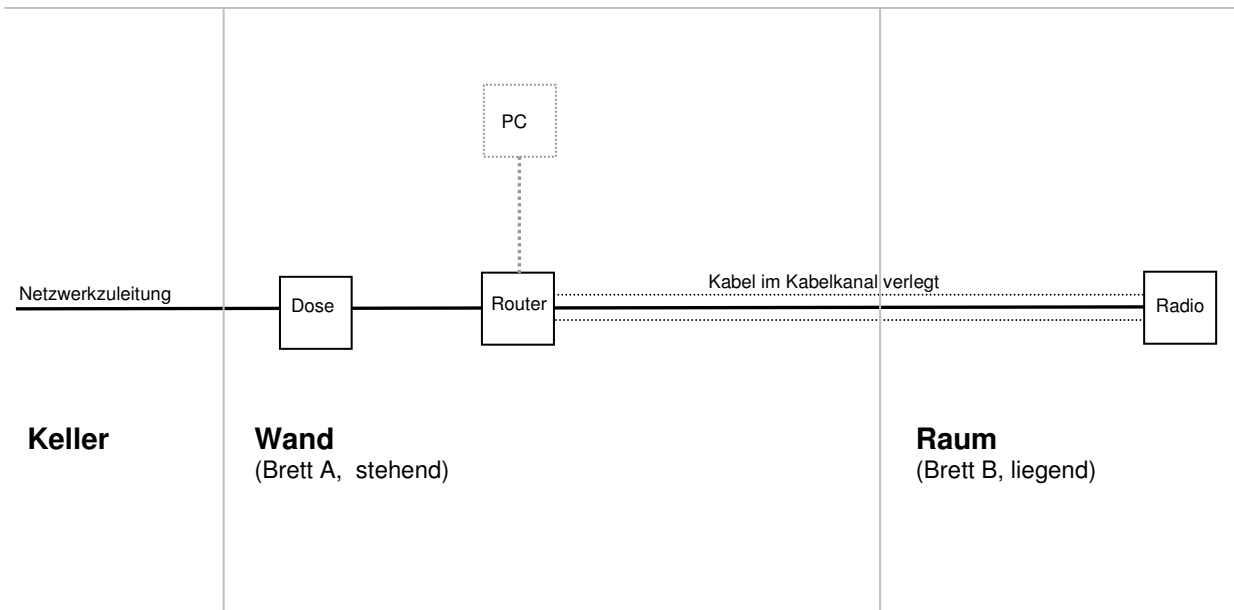 PC
Netzwerkzuleitung
Dose
Router
Kabel im Kabelkanal verlegt
Radio
Keller
Wand
(Brett A,  stehend)
Raum
(Brett B, liegend)